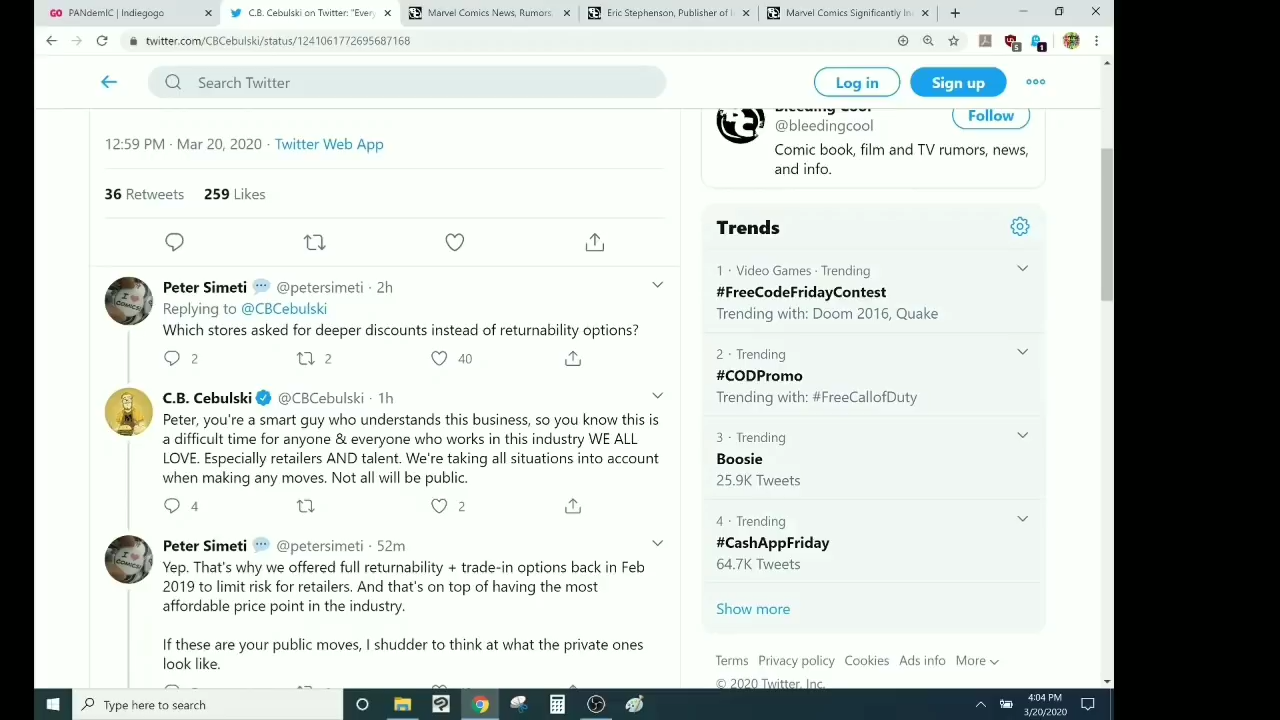 PANdemIC | Indiegogo
C.B. Cebulski on Twitter: "Every
Marvel Comics News, Rumors
Eric Stephenson, Publisher of I
Marvel Comics Significantly In
twitter.com/CBCebulski/status/1241061772695687168
Search Twitter
Log in
Sign up
12:59 PM · Mar 20, 2020 · Twitter Web App
36 Retweets 259 Likes
Peter Simeti @petersimeti · 2h
Replying to @CBCebulski
Which stores asked for deeper discounts instead of returnability options?
2 2 40
C.B. Cebulski @CBCebulski · 1h
Peter, you're a smart guy who understands this business, so you know this is
a difficult time for anyone & everyone who works in this industry WE ALL
LOVE. Especially retailers AND talent. We're taking all situations into account
when making any moves. Not all will be public.
4 2
Peter Simeti @petersimeti · 52m
Yep. That's why we offered full returnability + trade-in options back in Feb
2019 to limit risk for retailers. And that's on top of having the most
affordable price point in the industry.
If these are your public moves, I shudder to think at what the private ones
look like.
Bleeding Cool
@bleedingcool
Follow
Comic book, film and TV rumors, news,
and info.
Trends
1 · Video Games · Trending
#FreeCodeFridayContest
Trending with: Doom 2016, Quake
2 · Trending
#CODPromo
Trending with: #FreeCallofDuty
3 · Trending
Boosie
25.9K Tweets
4 · Trending
#CashAppFriday
64.7K Tweets
Show more
Terms Privacy policy Cookies Ads info More
© 2020 Twitter, Inc.
Type here to search
4:04 PM
3/20/2020